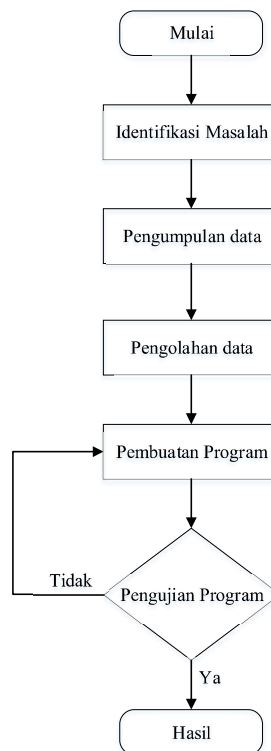 Mulai
Identifikasi Masalah
Pengumpulan data
Pengolahan data
Pembuatan Program
Pengujian Program
Tidak
Ya
Hasil